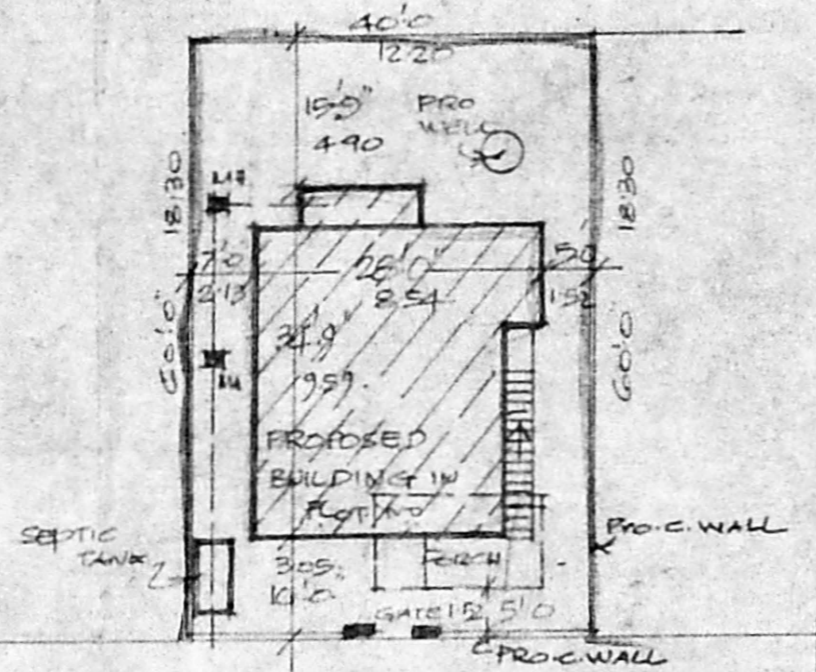 40'-0
12.20
15'-9"
4.90
PRO
WELL
18.30
18.30
7'-0
2.13
28'-0"
8.54
5'0
1.52
34'-9"
9.59
60'-0"
60'-0
PROPOSED
BUILDING IN
PLOT NO
SEPTIC
TANK
PRO.C.WALL
3.05
10'-0
PORCH
GATE 1.52 5'0
PRO.C.WALL